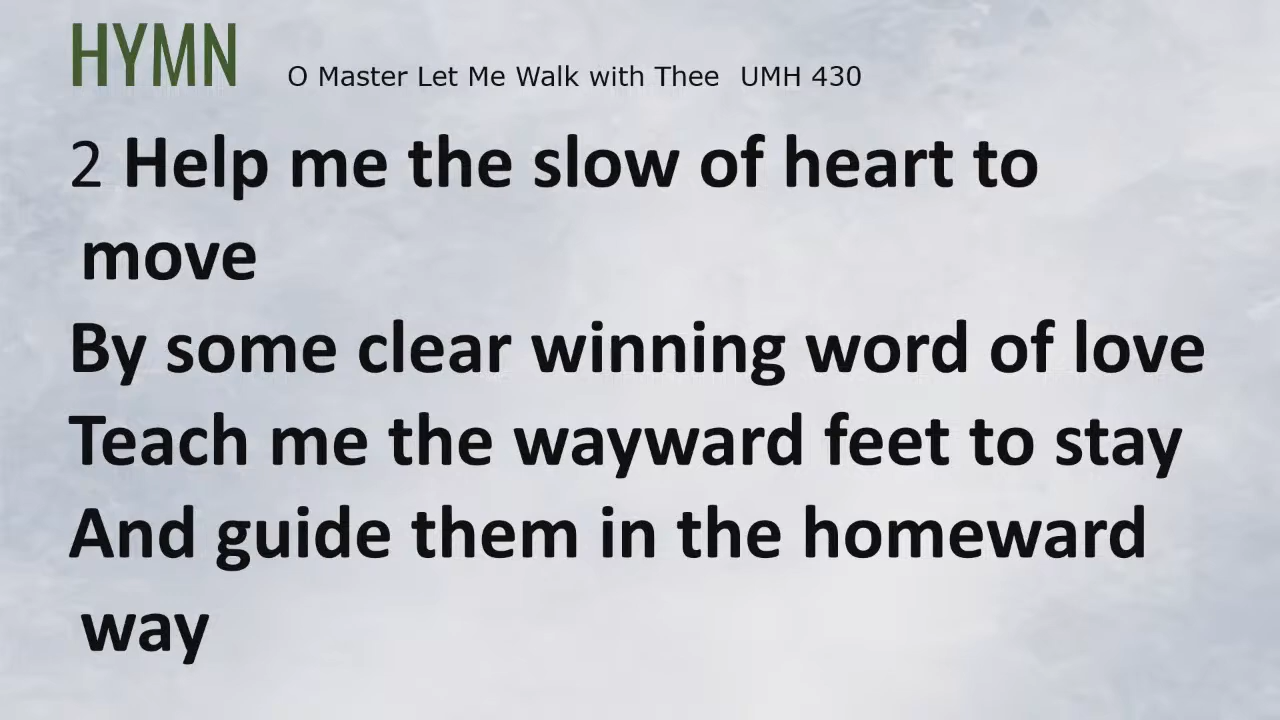 HYMN O Master Let Me Walk with Thee UMH 430
2 Help me the slow of heart to
move
By some clear winning word of love
Teach me the wayward feet to stay
And guide them in the homeward
way